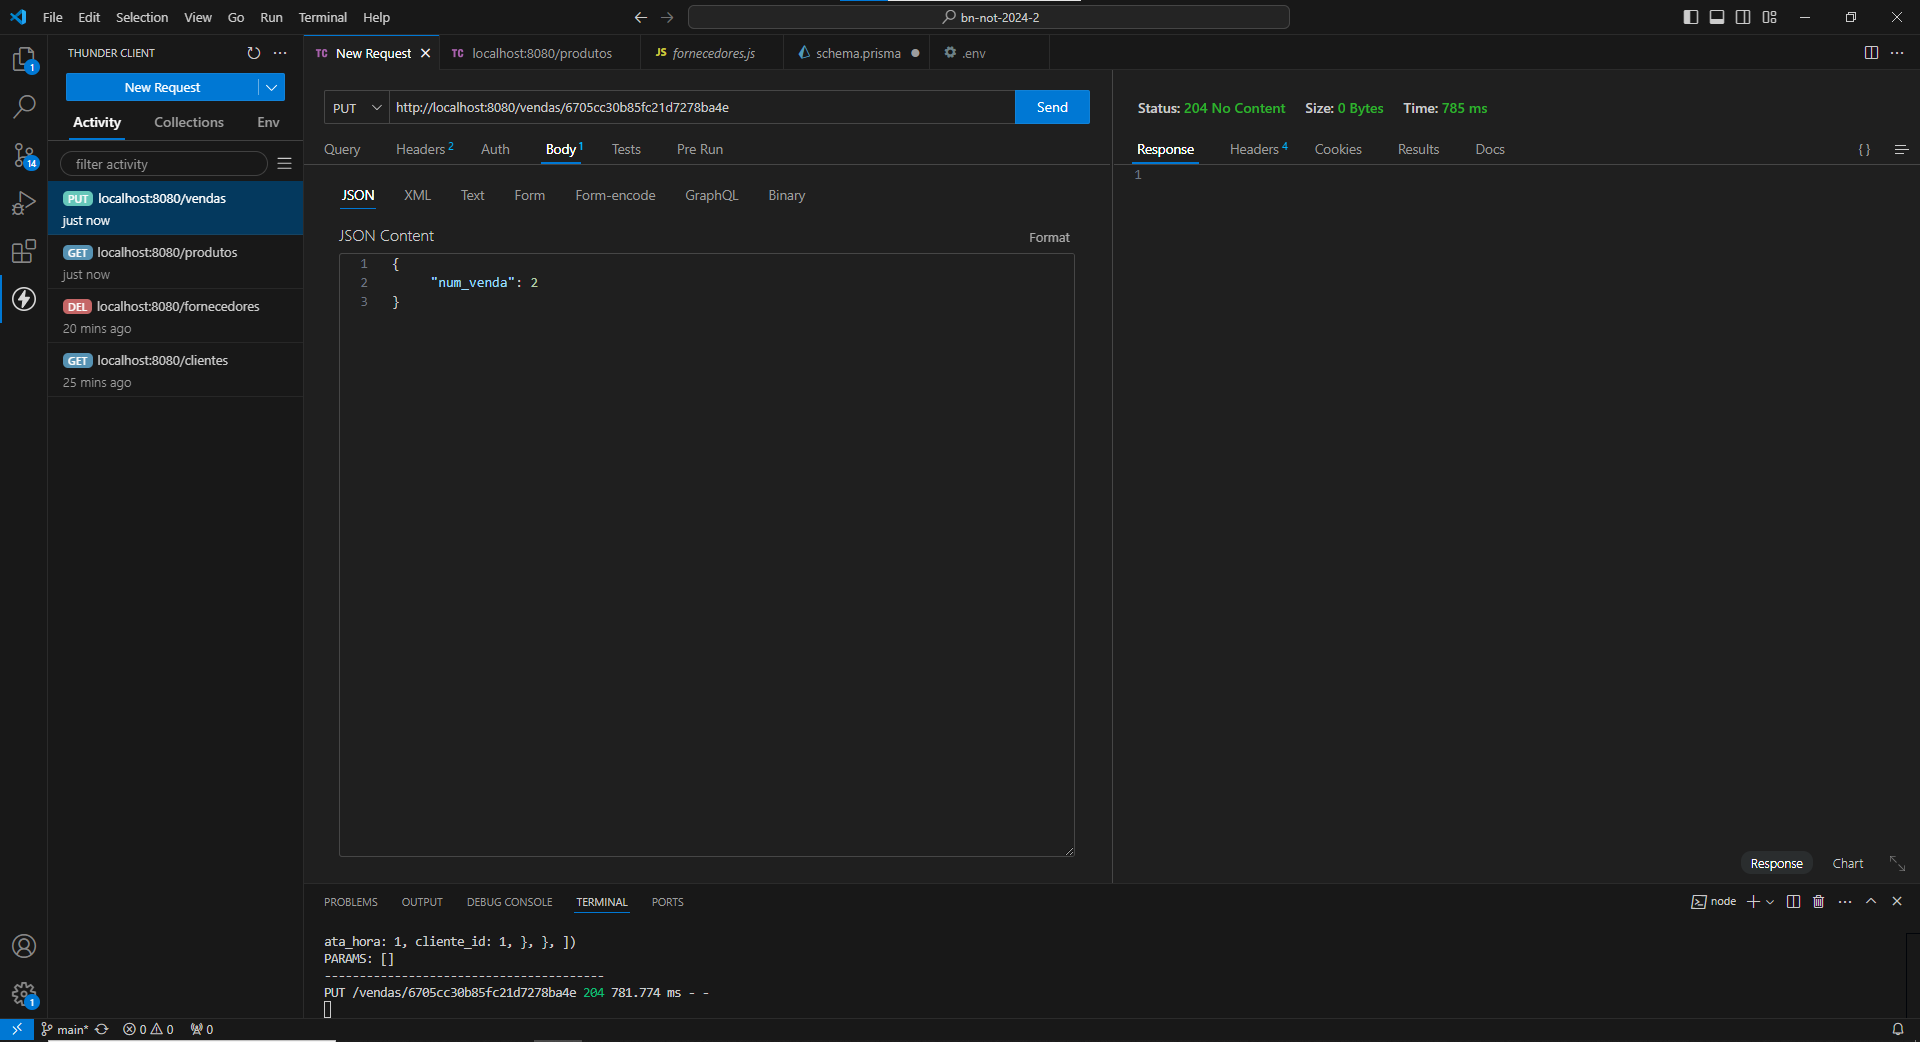 File Edit Selection View Go Run Terminal Help
bn-not-2024-2
THUNDER CLIENT
New Request
Activity Collections Env
filter activity
PUT localhost:8080/vendas
just now
GET localhost:8080/produtos
just now
DEL localhost:8080/fornecedores
20 mins ago
GET localhost:8080/clientes
25 mins ago
TC New Request
TC localhost:8080/produtos
JS fornecedores.js
schema.prisma
.env
PUT http://localhost:8080/vendas/6705cc30b85fc21d7278ba4e Send
Query Headers 2 Auth Body 1 Tests Pre Run
JSON XML Text Form Form-encode GraphQL Binary
JSON Content Format
1 {
2 "num_venda": 2
3 }
Status: 204 No Content Size: 0 Bytes Time: 785 ms
Response Headers 4 Cookies Results Docs { }
1
Response Chart
PROBLEMS OUTPUT DEBUG CONSOLE TERMINAL PORTS
node
ata_hora: 1, cliente_id: 1, }, }, ])
PARAMS: []
----------------------------------------
PUT /vendas/6705cc30b85fc21d7278ba4e 204 781.774 ms - -
1
14
1
main* 0 0 0